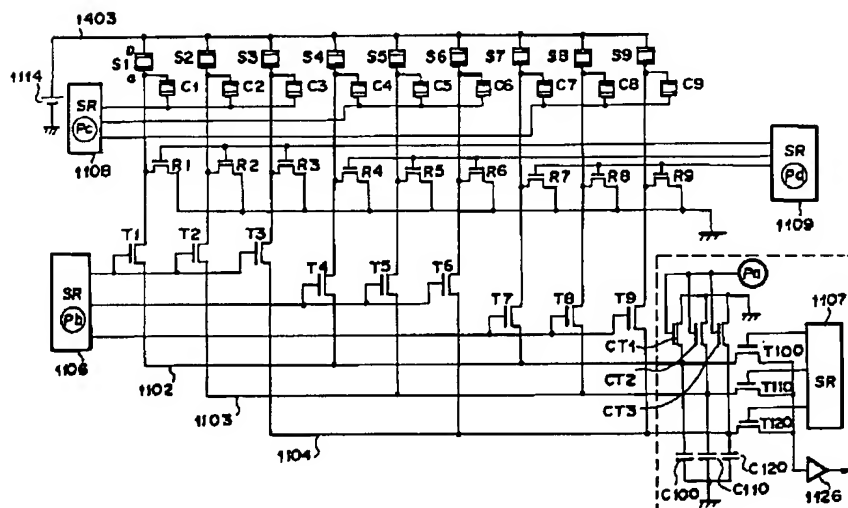 1403
D
S1 S2 S3 S4 S5 S6 S7 S8 S9
G
1114
C1 C2 C3 C4 C5 C6 C7 C8 C9
SR
Pc
1108
R1 R2 R3 R4 R5 R6 R7 R8 R9
SR
Pd
1109
T1 T2 T3
T4 T5 T6
T7 T8 T9
SR
Pb
1106
Pa
1107
CT1
T100
CT2
T110
SR
CT3
T120
1102
1103
1104
C100 C110 C120
1126